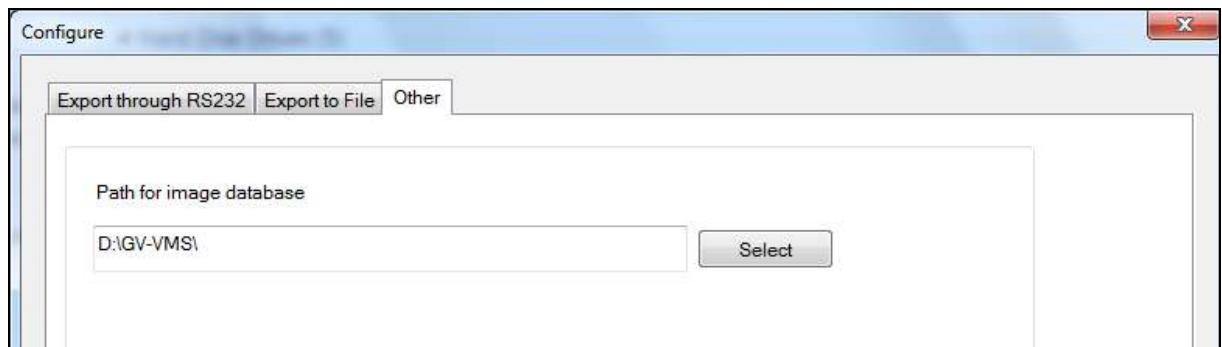 Configure
Export through RS232 Export to File Other
Path for image database
D:\GV-VMS\
Select